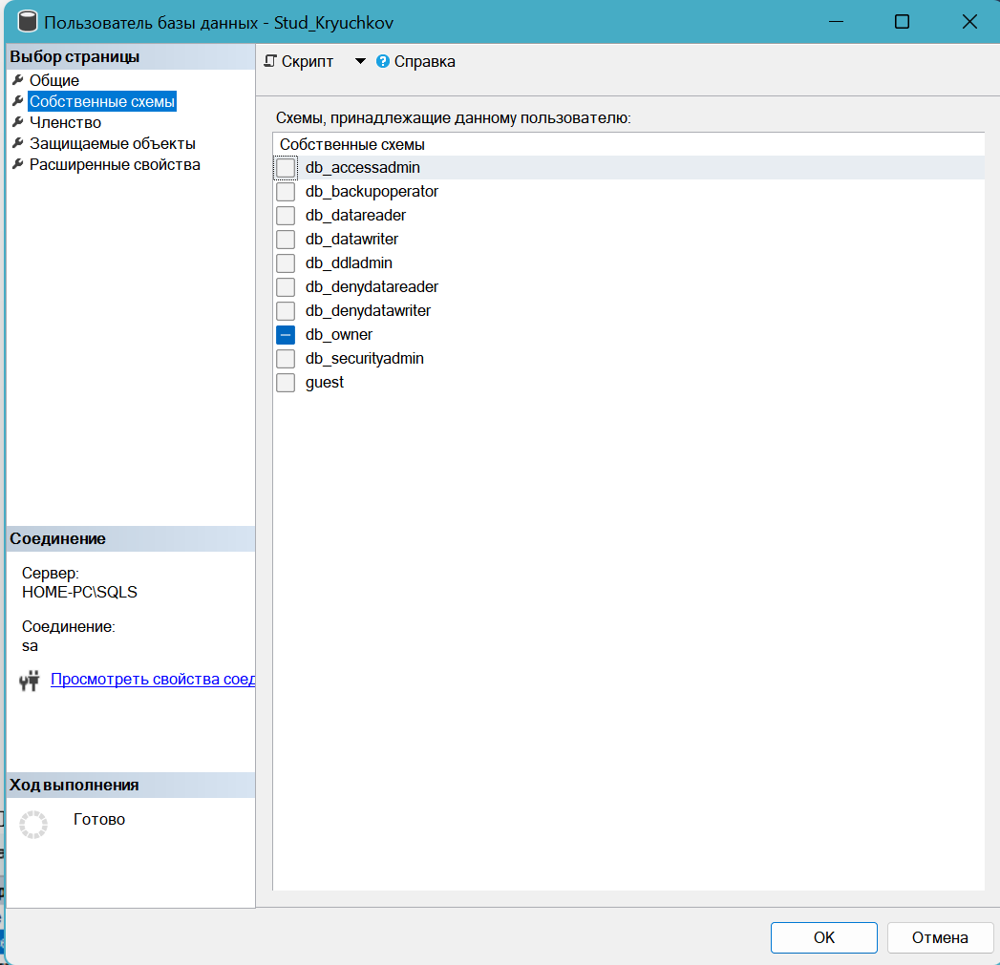 Пользователь базы данных - Stud_Kryuchkov
Выбор страницы
Общие
Собственные схемы
Членство
Защищаемые объекты
Расширенные свойства
Скрипт
Справка
Схемы, принадлежащие данному пользователю:
Собственные схемы
db_accessadmin
db_backupoperator
db_datareader
db_datawriter
db_ddladmin
db_denydatareader
db_denydatawriter
db_owner
db_securityadmin
guest
Соединение
Сервер:
HOME-PC\SQLS
Соединение:
sa
Просмотреть свойства соед
Ход выполнения
Готово
OK
Отмена